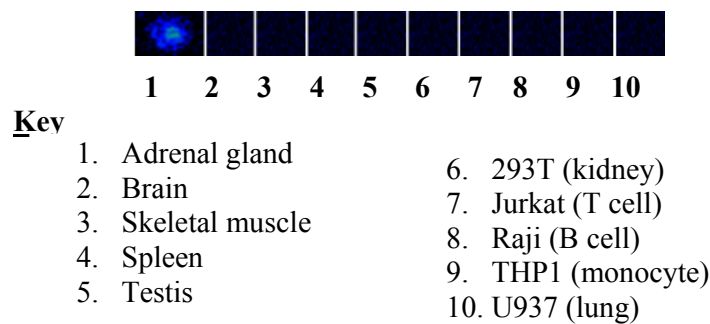 1 2 3 4 5 6 7 8 9 10
Key
1. Adrenal gland
2. Brain
3. Skeletal muscle
4. Spleen
5. Testis
6. 293T (kidney)
7. Jurkat (T cell)
8. Raji (B cell)
9. THP1 (monocyte)
10. U937 (lung)